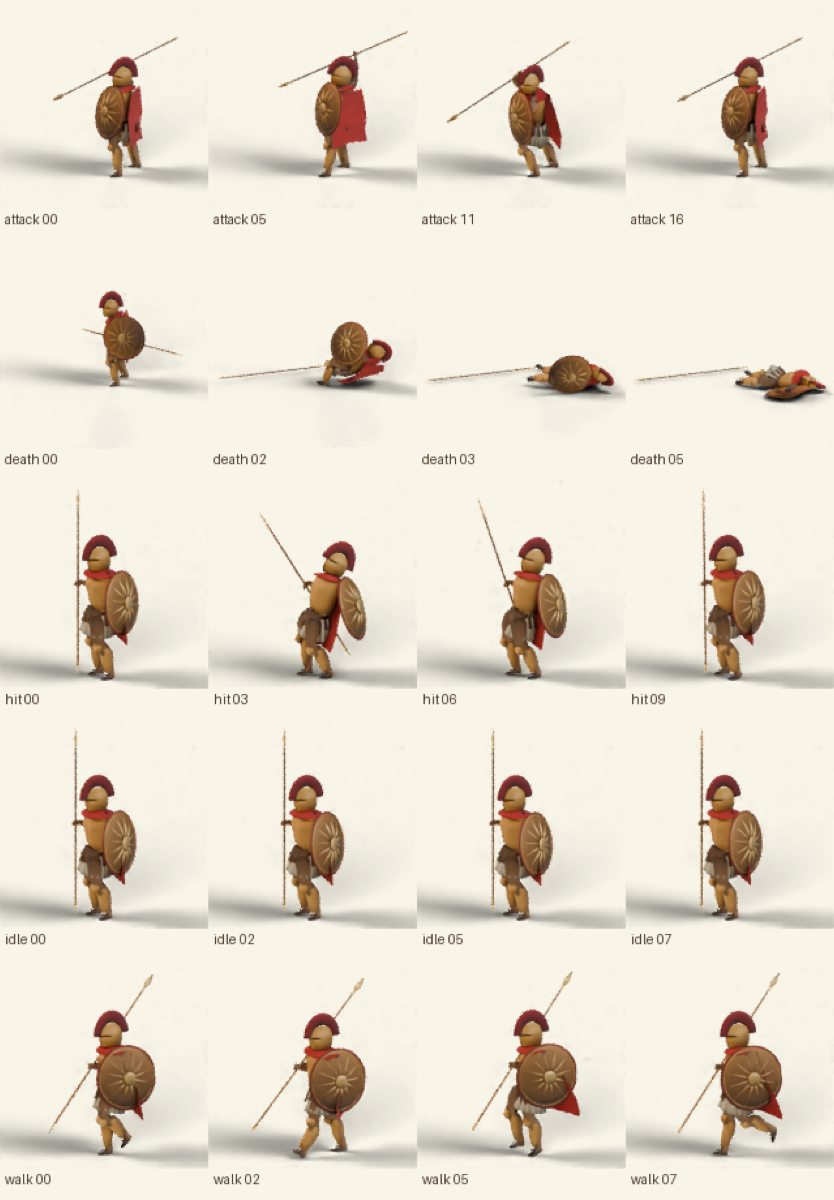 attack 00 attack 05 attack 11 attack 16
death 00 death 02 death 03 death 05
hit 00 hit 03 hit 06 hit 09
idle 00 idle 02 idle 05 idle 07
walk 00 walk 02 walk 05 walk 07